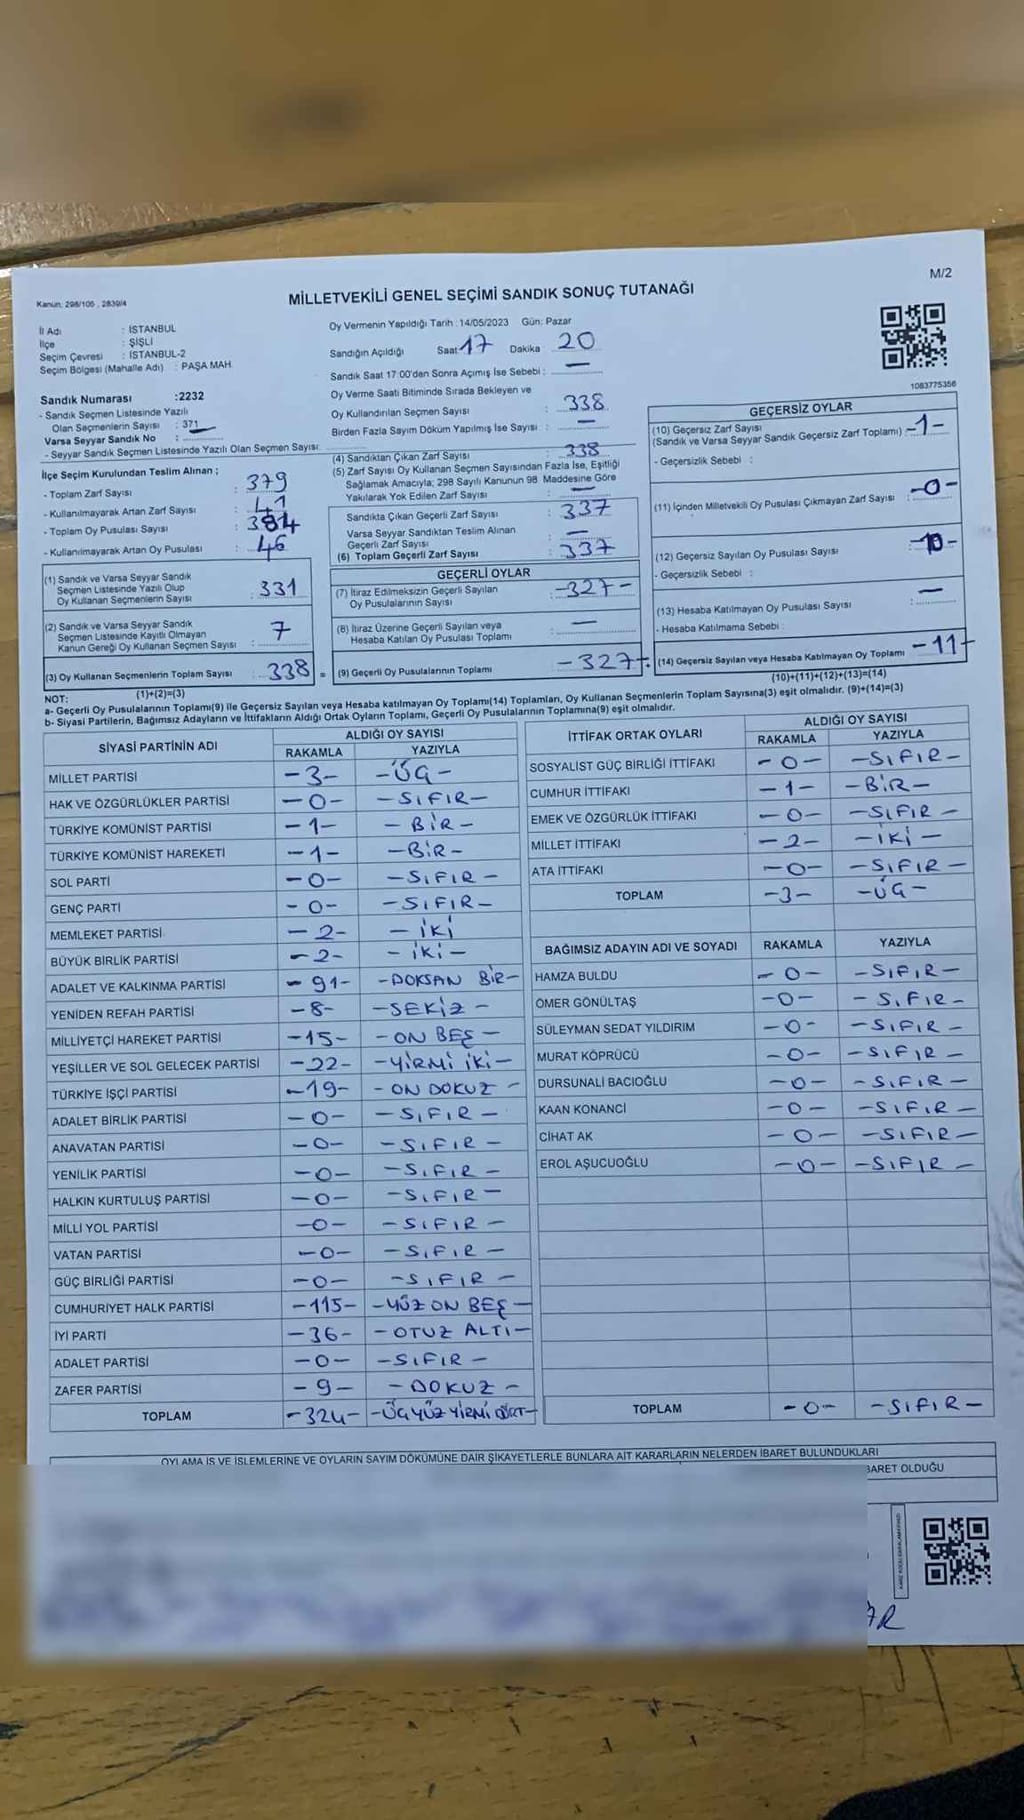 M/2
Kanun, 298/105 , 2839/4
MİLLETVEKİLİ GENEL SEÇİMİ SANDIK SONUÇ TUTANAĞI
İl Adı : İSTANBUL
İlçe : ŞİŞLİ
Seçim Çevresi : İSTANBUL-2
Seçim Bölgesi (Mahalle Adı) : PAŞA MAH.
Oy Vermenin Yapıldığı Tarih : 14/05/2023 Gün: Pazar
Sandığın Açıldığı Saat 17 Dakika 20
Sandık Saat 17:00'den Sonra Açımış İse Sebebi : —
1083775356
Sandık Numarası :2232
- Sandık Seçmen Listesinde Yazılı
Olan Seçmenlerin Sayısı : 371
Varsa Seyyar Sandık No :
- Seyyar Sandık Seçmen Listesinde Yazılı Olan Seçmen Sayısı:
Oy Verme Saati Bitiminde Sırada Bekleyen ve
Oy Kullandırılan Seçmen Sayısı : 338
Birden Fazla Sayım Döküm Yapılmış İse Sayısı : —
(4) Sandıktan Çıkan Zarf Sayısı : 338
(5) Zarf Sayısı Oy Kullanan Seçmen Sayısından Fazla İse, Eşitliği
Sağlamak Amacıyla; 298 Sayılı Kanunun 98. Maddesine Göre
Yakılarak Yok Edilen Zarf Sayısı : —
İlçe Seçim Kurulundan Teslim Alınan ;
- Toplam Zarf Sayısı : 379
- Kullanılmayarak Artan Zarf Sayısı : 41
- Toplam Oy Pusulası Sayısı : 384
- Kullanılmayarak Artan Oy Pusulası : 46
Sandıkta Çıkan Geçerli Zarf Sayısı : 337
Varsa Seyyar Sandıktan Teslim Alınan
Geçerli Zarf Sayısı : —
(6) Toplam Geçerli Zarf Sayısı : 337
GEÇERSİZ OYLAR
(10) Geçersiz Zarf Sayısı
(Sandık ve Varsa Seyyar Sandık Geçersiz Zarf Toplamı) : -1-
- Geçersizlik Sebebi :
(11) İçinden Milletvekili Oy Pusulası Çıkmayan Zarf Sayısı : -0-
(12) Geçersiz Sayılan Oy Pusulası Sayısı : -10-
- Geçersizlik Sebebi :
(13) Hesaba Katılmayan Oy Pusulası Sayısı : —
- Hesaba Katılmama Sebebi :
(14) Geçersiz Sayılan veya Hesaba Katılmayan Oy Toplamı -11-
(10)+(11)+(12)+(13)=(14)
(1) Sandık ve Varsa Seyyar Sandık
Seçmen Listesinde Yazılı Olup
Oy Kullanan Seçmenlerin Sayısı : 331
(2) Sandık ve Varsa Seyyar Sandık
Seçmen Listesinde Kayıtlı Olmayan
Kanun Gereği Oy Kullanan Seçmen Sayısı : 7
(3) Oy Kullanan Seçmenlerin Toplam Sayısı : 338 =
(1)+(2)=(3)
GEÇERLİ OYLAR
(7) İtiraz Edilmeksizin Geçerli Sayılan
Oy Pusulalarının Sayısı : -327-
(8) İtiraz Üzerine Geçerli Sayılan veya
Hesaba Katılan Oy Pusulası Toplamı : —
(9) Geçerli Oy Pusulalarının Toplamı -327-
NOT:
a- Geçerli Oy Pusulalarının Toplamı(9) ile Geçersiz Sayılan veya Hesaba katılmayan Oy Toplamı(14) Toplamları, Oy Kullanan Seçmenlerin Toplam Sayısına(3) eşit olmalıdır. (9)+(14)=(3)
b- Siyasi Partilerin, Bağımsız Adayların ve İttifakların Aldığı Ortak Oyların Toplamı, Geçerli Oy Pusulalarının Toplamına(9) eşit olmalıdır.
SİYASİ PARTİNİN ADI ALDIĞI OY SAYISI
RAKAMLA YAZIYLA
MİLLET PARTİSİ -3- -ÜÇ-
HAK VE ÖZGÜRLÜKLER PARTİSİ -0- -SIFIR-
TÜRKİYE KOMÜNİST PARTİSİ -1- -BİR-
TÜRKİYE KOMÜNİST HAREKETİ -1- -BİR-
SOL PARTİ -0- -SIFIR-
GENÇ PARTİ -0- -SIFIR-
MEMLEKET PARTİSİ -2- -İKİ
BÜYÜK BİRLİK PARTİSİ -2- -İKİ-
ADALET VE KALKINMA PARTİSİ -91- -DOKSAN BİR-
YENİDEN REFAH PARTİSİ -8- -SEKİZ-
MİLLİYETÇİ HAREKET PARTİSİ -15- -ON BEŞ-
YEŞİLLER VE SOL GELECEK PARTİSİ -22- -YİRMİ İKİ-
TÜRKİYE İŞÇİ PARTİSİ -19- -ON DOKUZ-
ADALET BİRLİK PARTİSİ -0- -SIFIR-
ANAVATAN PARTİSİ -0- -SIFIR-
YENİLİK PARTİSİ -0- -SIFIR-
HALKIN KURTULUŞ PARTİSİ -0- -SIFIR-
MİLLİ YOL PARTİSİ -0- -SIFIR-
VATAN PARTİSİ -0- -SIFIR-
GÜÇ BİRLİĞİ PARTİSİ -0- -SIFIR-
CUMHURİYET HALK PARTİSİ -115- -YÜZ ON BEŞ-
İYİ PARTİ -36- -OTUZ ALTI-
ADALET PARTİSİ -0- -SIFIR-
ZAFER PARTİSİ -9- -DOKUZ-
TOPLAM -324- -ÜÇYÜZ YİRMİ DÖRT-
İTTİFAK ORTAK OYLARI ALDIĞI OY SAYISI
RAKAMLA YAZIYLA
SOSYALİST GÜÇ BİRLİĞİ İTTİFAKI -0- -SIFIR-
CUMHUR İTTİFAKI -1- -BİR-
EMEK VE ÖZGÜRLÜK İTTİFAKI -0- -SIFIR-
MİLLET İTTİFAKI -2- -İKİ-
ATA İTTİFAKI -0- -SIFIR-
TOPLAM -3- -ÜÇ-
BAĞIMSIZ ADAYIN ADI VE SOYADI RAKAMLA YAZIYLA
HAMZA BULDU -0- -SIFIR-
ÖMER GÖNÜLTAŞ -0- -SIFIR-
SÜLEYMAN SEDAT YILDIRIM -0- -SIFIR-
MURAT KÖPRÜCÜ -0- -SIFIR-
DURSUNALİ BACIOĞLU -0- -SIFIR-
KAAN KONANCİ -0- -SIFIR-
CİHAT AK -0- -SIFIR-
EROL AŞUCUOĞLU -0- -SIFIR-
TOPLAM -0- -SIFIR-
OYLAMA İŞ VE İŞLEMLERİNE VE OYLARIN SAYIM DÖKÜMÜNE DAİR ŞİKAYETLERLE BUNLARA AİT KARARLARIN NELERDEN İBARET BULUNDUKLARI
BARET OLDUĞU